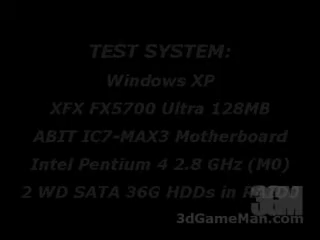 TEST SYSTEM:
Windows XP
XFX FX5700 Ultra 128MB
ABIT IC7-MAX3 Motherboard
Intel Pentium 4 2.8 GHz (M0)
2 WD SATA 36G HDDs in RAID0
3dGameMan.com